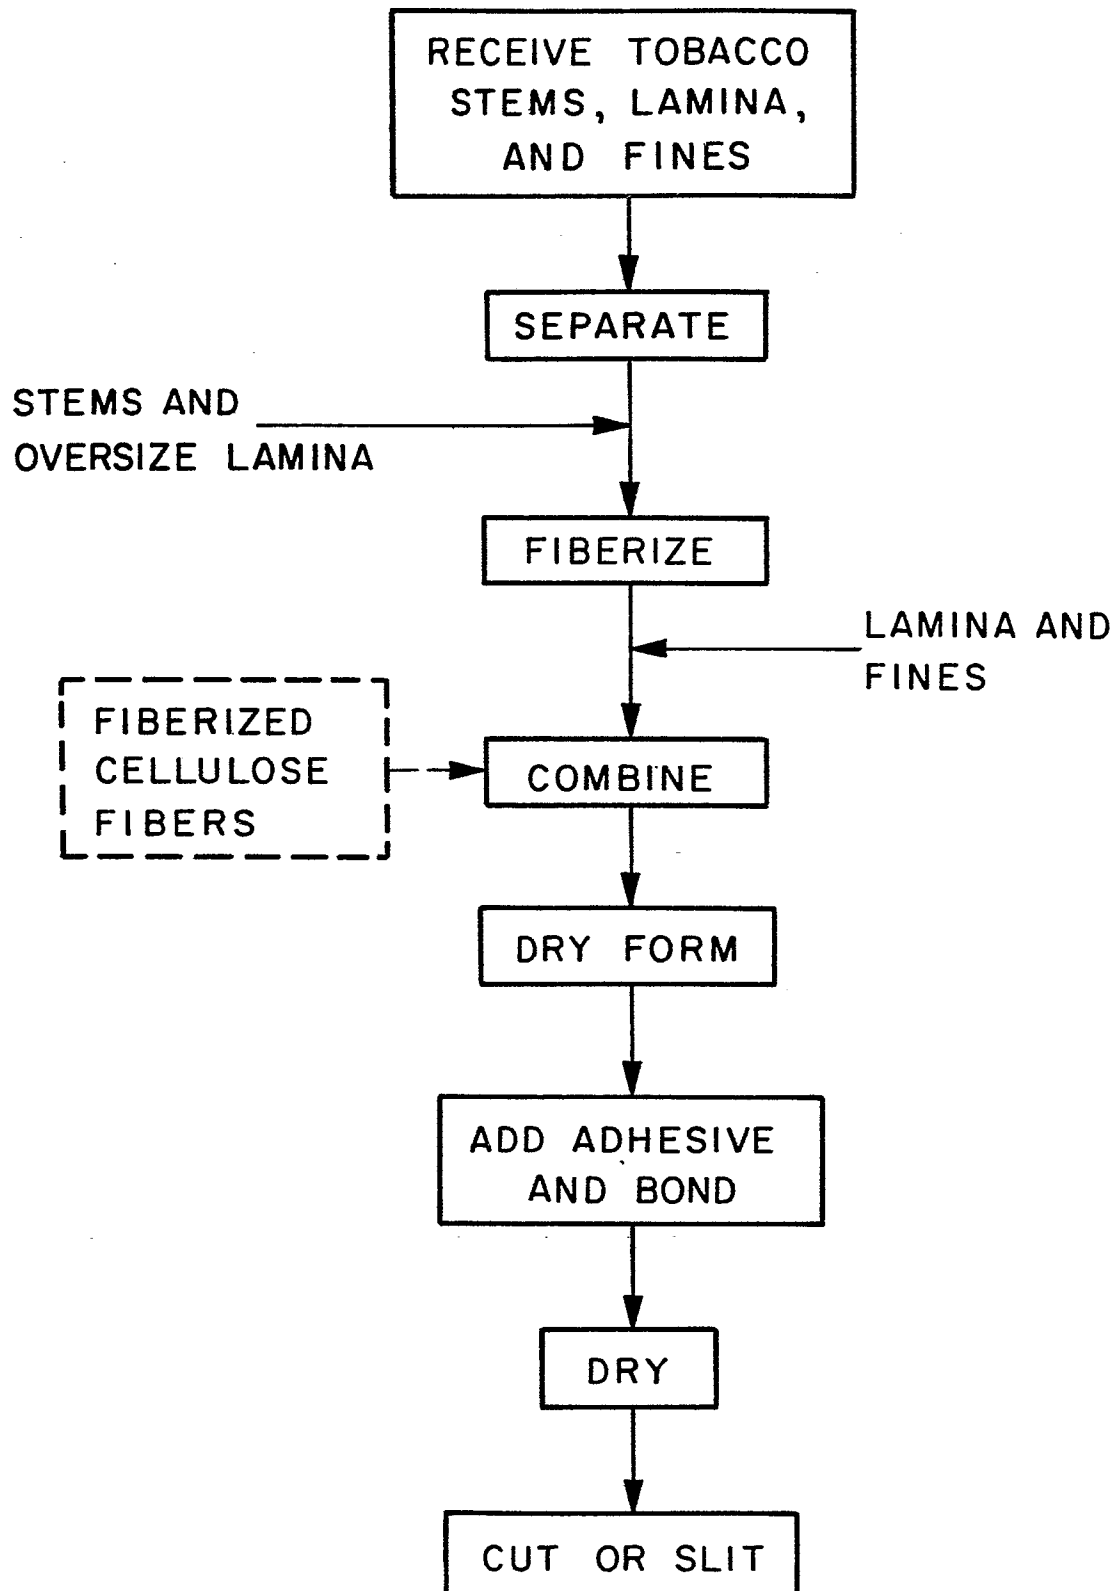 RECEIVE TOBACCO
STEMS, LAMINA,
AND FINES
SEPARATE
STEMS AND
OVERSIZE LAMINA
FIBERIZE
LAMINA AND
FINES
FIBERIZED
CELLULOSE
FIBERS
COMBINE
DRY FORM
ADD ADHESIVE
AND BOND
DRY
CUT OR SLIT